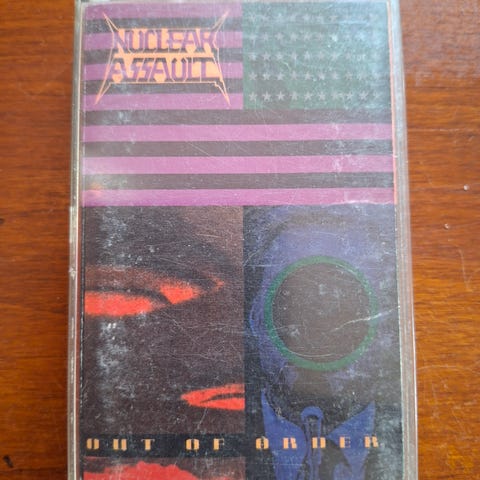 NUCLEAR
ASSAULT
OUT OF ORDER